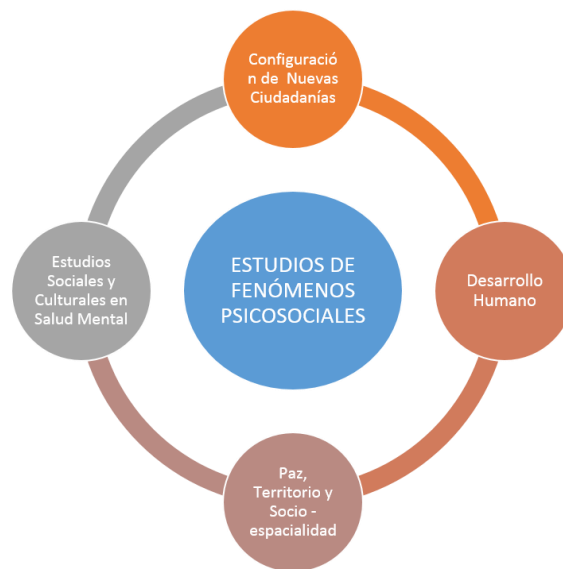 Configuració
n de Nuevas
Ciudadanías
Estudios
Sociales y
Culturales en
Salud Mental
ESTUDIOS DE
FENÓMENOS
PSICOSOCIALES
Desarrollo
Humano
Paz,
Territorio y
Socio -
espacialidad